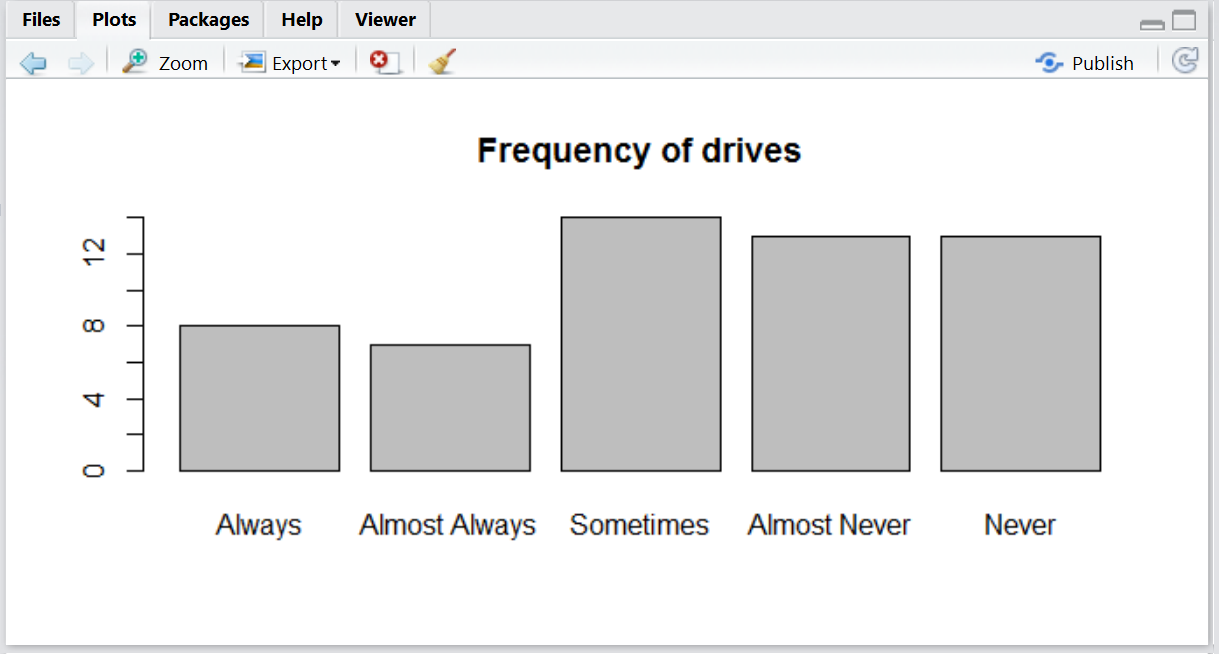 Files Plots Packages Help Viewer
Zoom Export Publish
Frequency of drives
12
8
4
0
Always Almost Always Sometimes Almost Never Never